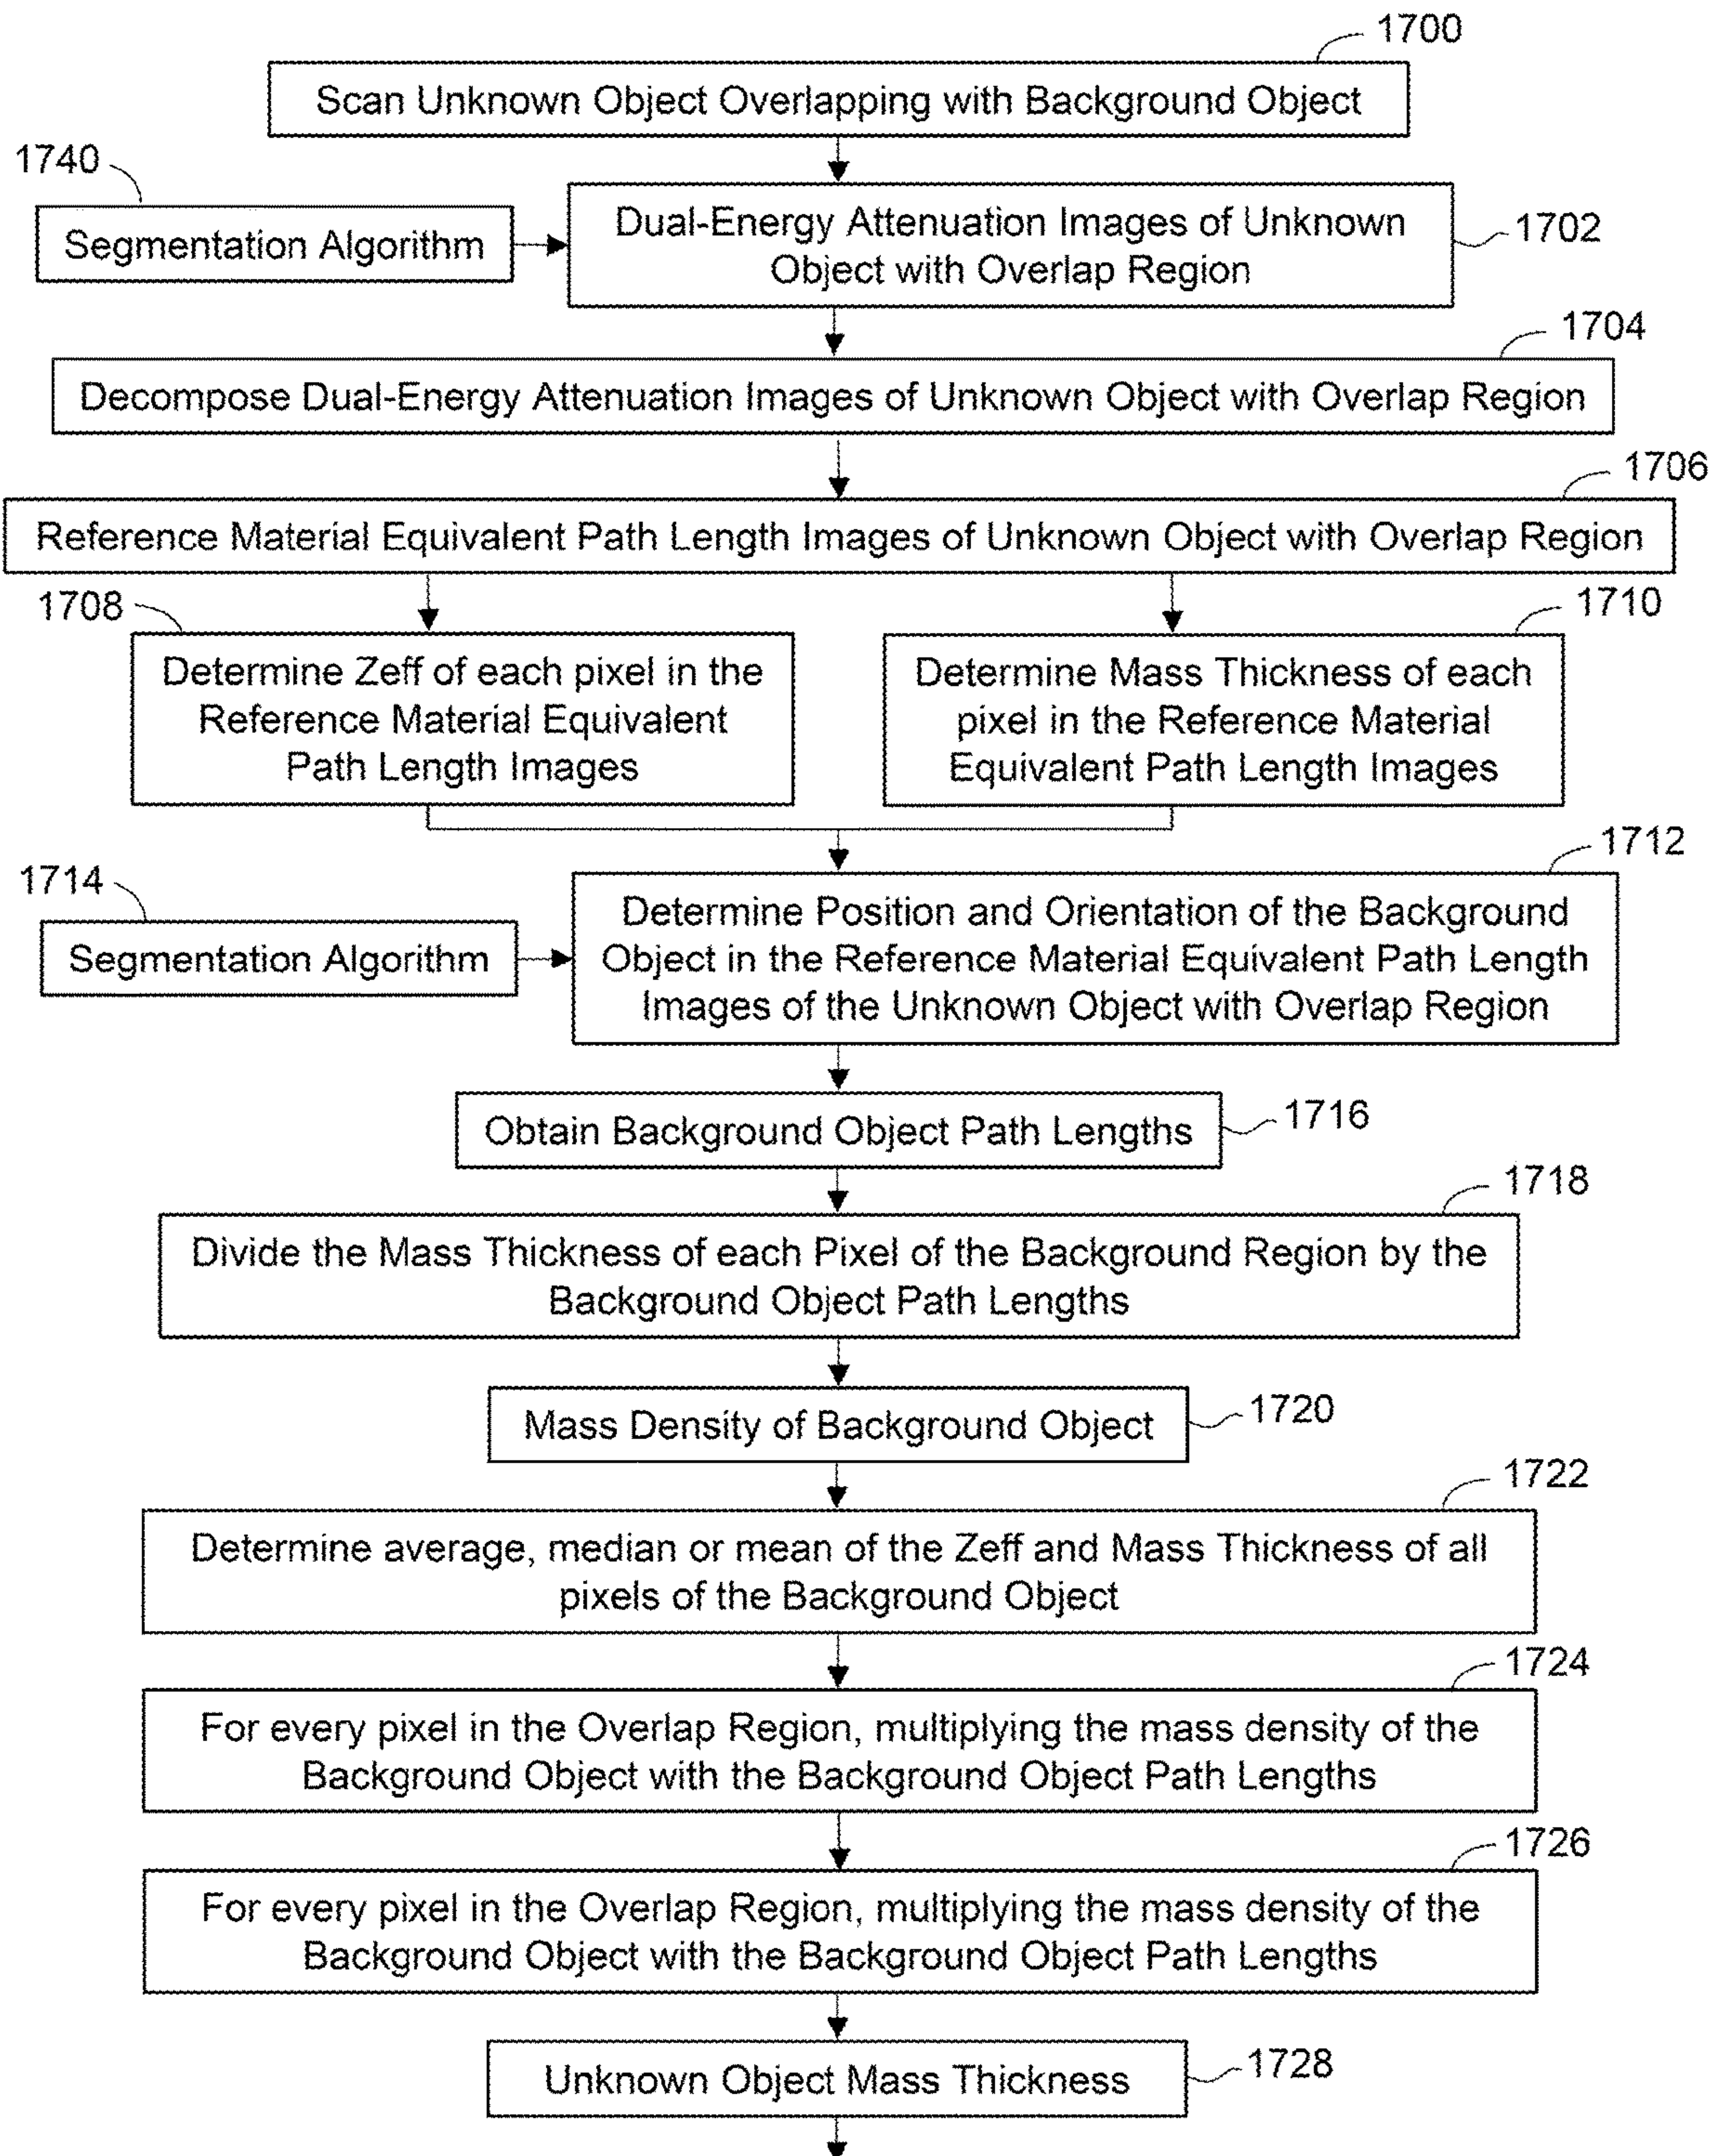 1700
Scan Unknown Object Overlapping with Background Object
1740
Segmentation Algorithm
Dual-Energy Attenuation Images of Unknown
Object with Overlap Region
1702
1704
Decompose Dual-Energy Attenuation Images of Unknown Object with Overlap Region
1706
Reference Material Equivalent Path Length Images of Unknown Object with Overlap Region
1708
Determine Zeff of each pixel in the
Reference Material Equivalent
Path Length Images
1710
Determine Mass Thickness of each
pixel in the Reference Material
Equivalent Path Length Images
1712
1714
Segmentation Algorithm
Determine Position and Orientation of the Background
Object in the Reference Material Equivalent Path Length
Images of the Unknown Object with Overlap Region
Obtain Background Object Path Lengths
1716
1718
Divide the Mass Thickness of each Pixel of the Background Region by the
Background Object Path Lengths
Mass Density of Background Object
1720
1722
Determine average, median or mean of the Zeff and Mass Thickness of all
pixels of the Background Object
1724
For every pixel in the Overlap Region, multiplying the mass density of the
Background Object with the Background Object Path Lengths
1726
For every pixel in the Overlap Region, multiplying the mass density of the
Background Object with the Background Object Path Lengths
Unknown Object Mass Thickness
1728